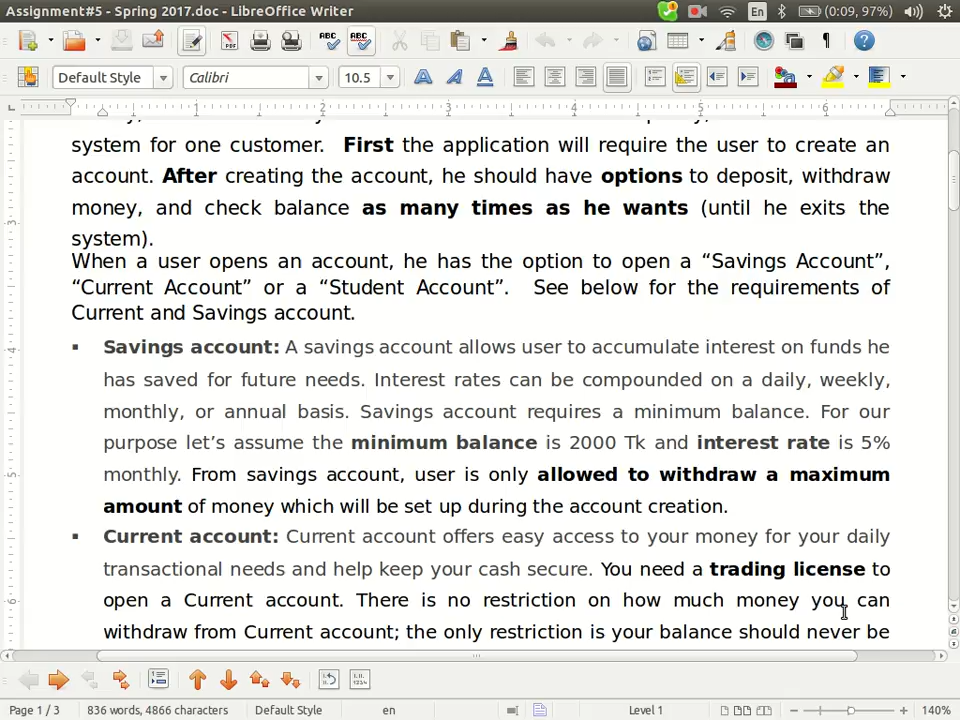 Assignment#5 - Spring 2017.doc - LibreOffice Writer
En (0:09, 97%)
Default Style Calibri 10.5
1 2 3 4 5 6
system for one customer. First the application will require the user to create an
account. After creating the account, he should have options to deposit, withdraw
money, and check balance as many times as he wants (until he exits the
system).
When a user opens an account, he has the option to open a “Savings Account”,
“Current Account” or a “Student Account”. See below for the requirements of
Current and Savings account.
▪ Savings account: A savings account allows user to accumulate interest on funds he
has saved for future needs. Interest rates can be compounded on a daily, weekly,
monthly, or annual basis. Savings account requires a minimum balance. For our
purpose let’s assume the minimum balance is 2000 Tk and interest rate is 5%
monthly. From savings account, user is only allowed to withdraw a maximum
amount of money which will be set up during the account creation.
▪ Current account: Current account offers easy access to your money for your daily
transactional needs and help keep your cash secure. You need a trading license to
open a Current account. There is no restriction on how much money you can
withdraw from Current account; the only restriction is your balance should never be
Page 1 / 3 836 words, 4866 characters Default Style en Level 1 140%